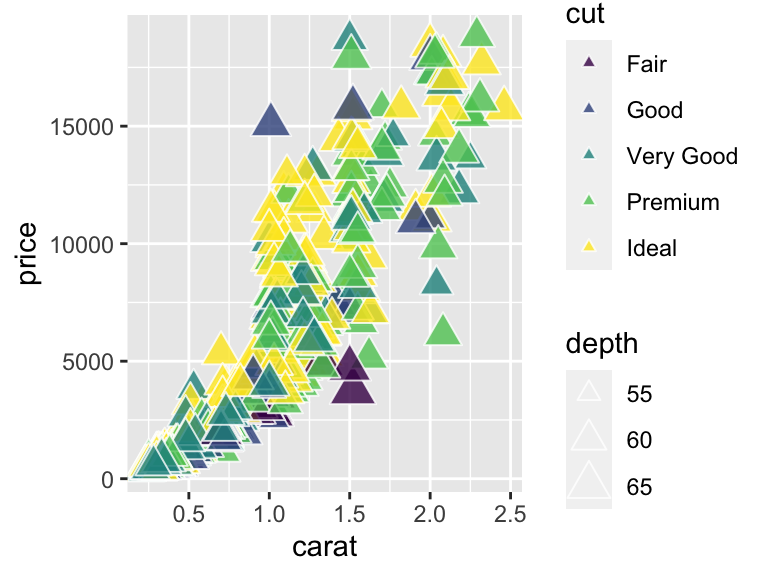 cut
Fair
Good
Very Good
Premium
Ideal
depth
55
60
65
price
15000
10000
5000
0
0.5 1.0 1.5 2.0 2.5
carat